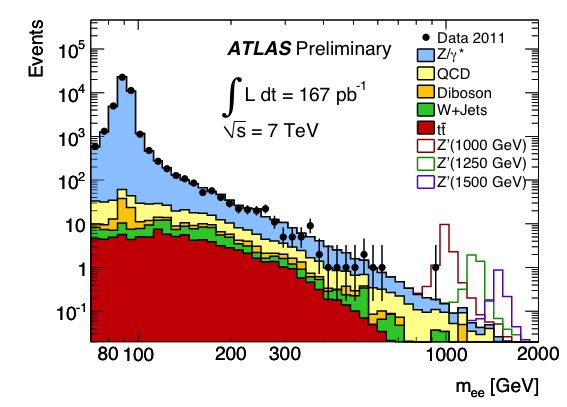 Events
10⁵
10⁴
10³
10²
10
1
10⁻¹
ATLAS Preliminary
∫ L dt = 167 pb⁻¹
√s = 7 TeV
Data 2011
Z/γ*
QCD
Diboson
W+Jets
tt̄
Z'(1000 GeV)
Z'(1250 GeV)
Z'(1500 GeV)
80 100 200 300 1000 2000
mₑₑ [GeV]